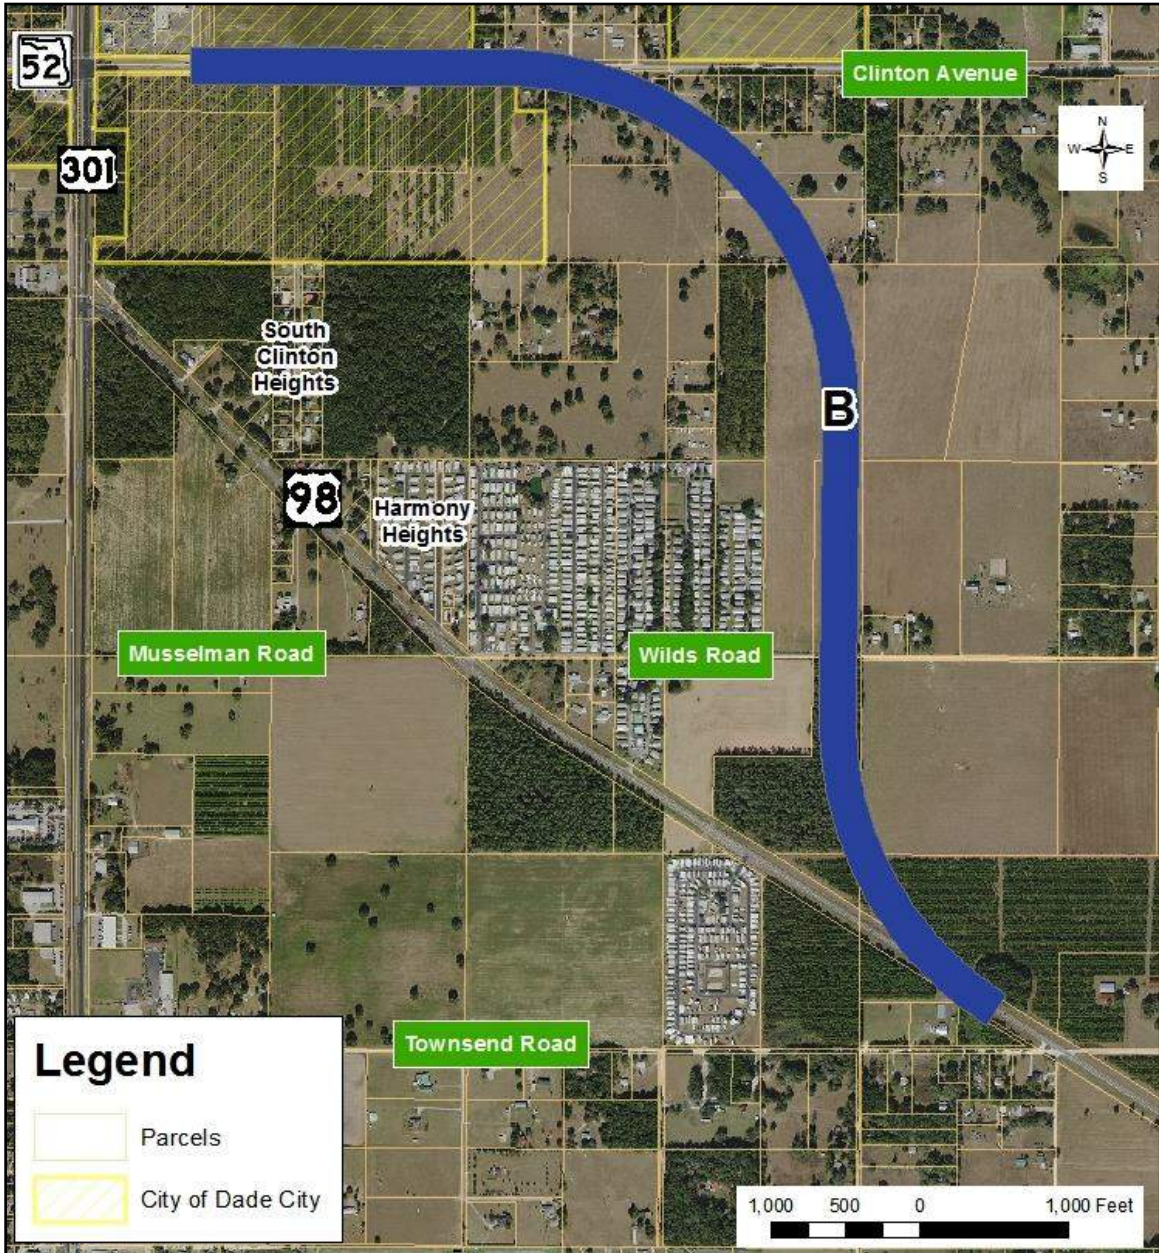 52
Clinton Avenue
N
W E
S
301
South
Clinton
Heights
B
98
Harmony
Heights
Musselman Road
Wilds Road
Townsend Road
Legend
Parcels
City of Dade City
1,000 500 0 1,000 Feet